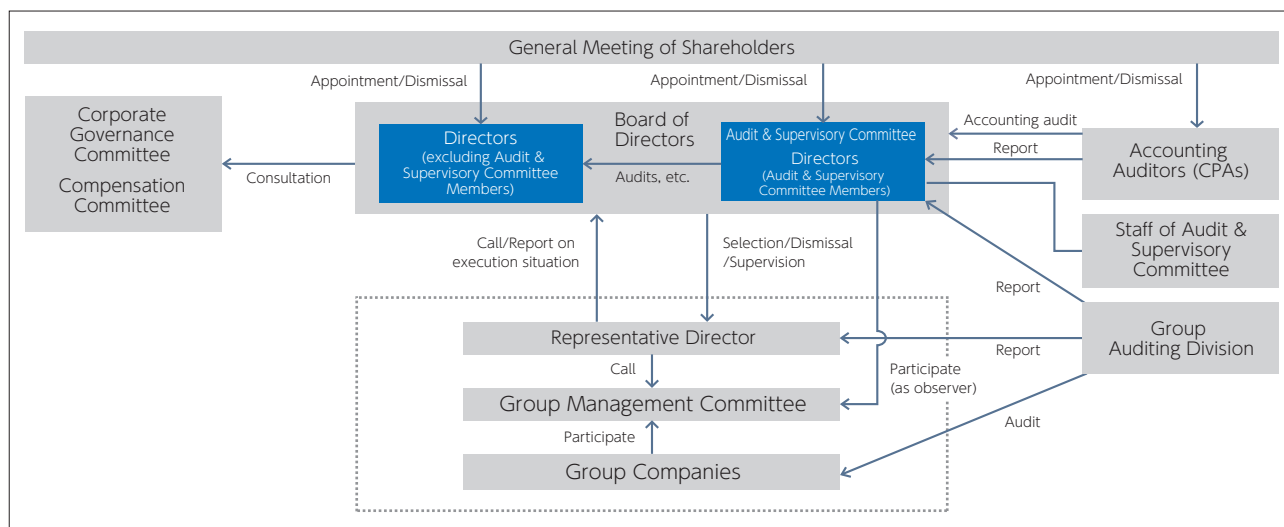 General Meeting of Shareholders
Appointment/Dismissal
Appointment/Dismissal
Appointment/Dismissal
Corporate
Governance
Committee
Compensation
Committee
Consultation
Board of
Directors
Directors
(excluding Audit &
Supervisory Committee
Members)
Audits, etc.
Audit & Supervisory Committee
Directors
(Audit & Supervisory
Committee Members)
Accounting audit
Report
Accounting
Auditors (CPAs)
Staff of Audit &
Supervisory
Committee
Call/Report on
execution situation
Selection/Dismissal
/Supervision
Report
Representative Director
Report
Group
Auditing Division
Call
Participate
(as observer)
Group Management Committee
Participate
Audit
Group Companies